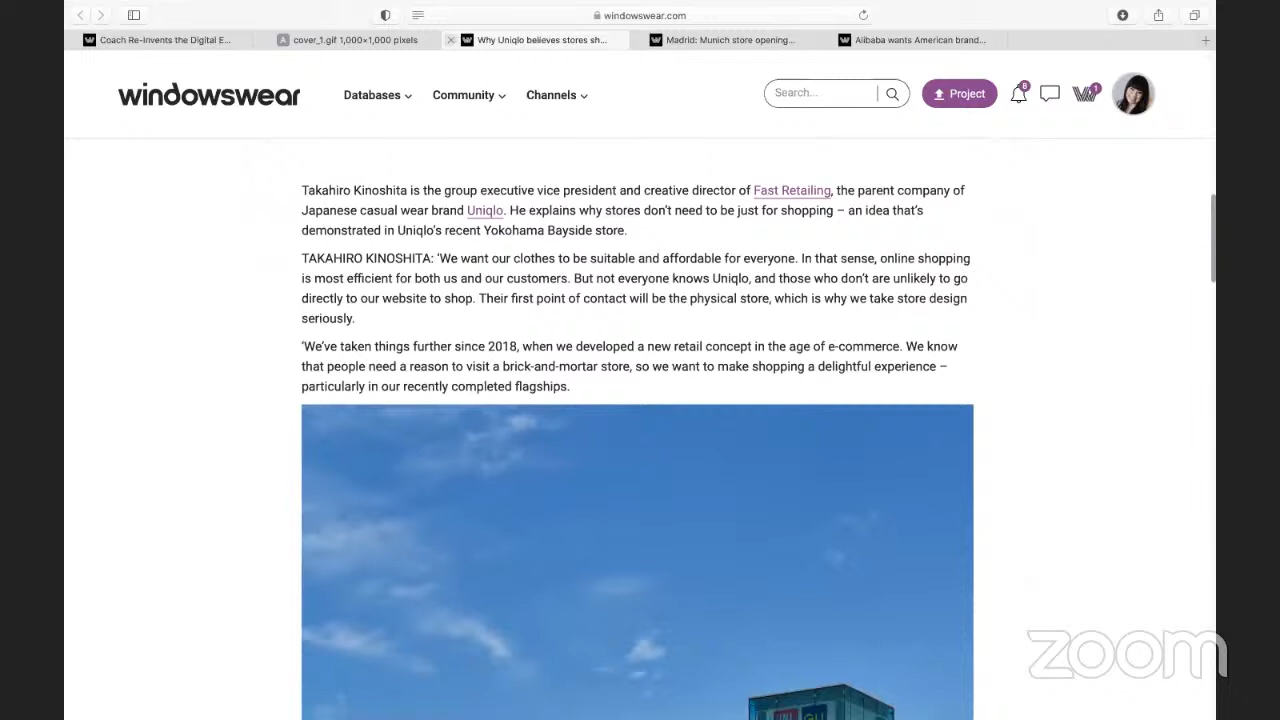 windowswear.com
Coach Re-Invents the Digital E...
cover_1.gif 1,000×1,000 pixels
Why Uniqlo believes stores sh...
Madrid: Munich store opening...
Alibaba wants American brand...
windowswear
Databases
Community
Channels
Search...
Project
8
1
Takahiro Kinoshita is the group executive vice president and creative director of Fast Retailing, the parent company of
Japanese casual wear brand Uniqlo. He explains why stores don't need to be just for shopping – an idea that's
demonstrated in Uniqlo's recent Yokohama Bayside store.
TAKAHIRO KINOSHITA: 'We want our clothes to be suitable and affordable for everyone. In that sense, online shopping
is most efficient for both us and our customers. But not everyone knows Uniqlo, and those who don't are unlikely to go
directly to our website to shop. Their first point of contact will be the physical store, which is why we take store design
seriously.
'We've taken things further since 2018, when we developed a new retail concept in the age of e-commerce. We know
that people need a reason to visit a brick-and-mortar store, so we want to make shopping a delightful experience –
particularly in our recently completed flagships.
zoom